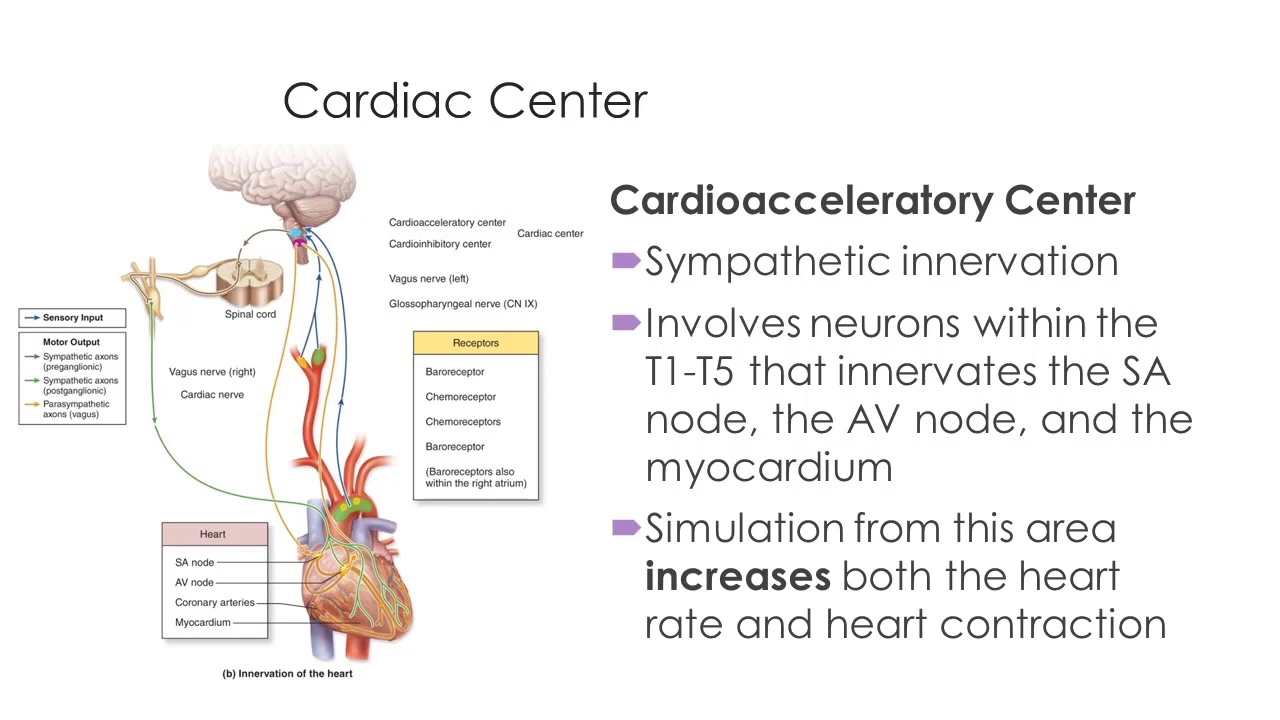 Cardiac Center
Cardioacceleratory center
Cardioinhibitory center
Cardiac center
Vagus nerve (left)
Glossopharyngeal nerve (CN IX)
Spinal cord
Sensory Input
Motor Output
Sympathetic axons
(preganglionic)
Sympathetic axons
(postganglionic)
Parasympathetic
axons (vagus)
Vagus nerve (right)
Cardiac nerve
Receptors
Baroreceptor
Chemoreceptor
Chemoreceptors
Baroreceptor
(Baroreceptors also
within the right atrium)
Heart
SA node
AV node
Coronary arteries
Myocardium
(b) Innervation of the heart
Cardioacceleratory Center
Sympathetic innervation
Involves neurons within the
T1-T5 that innervates the SA
node, the AV node, and the
myocardium
Simulation from this area
increases both the heart
rate and heart contraction